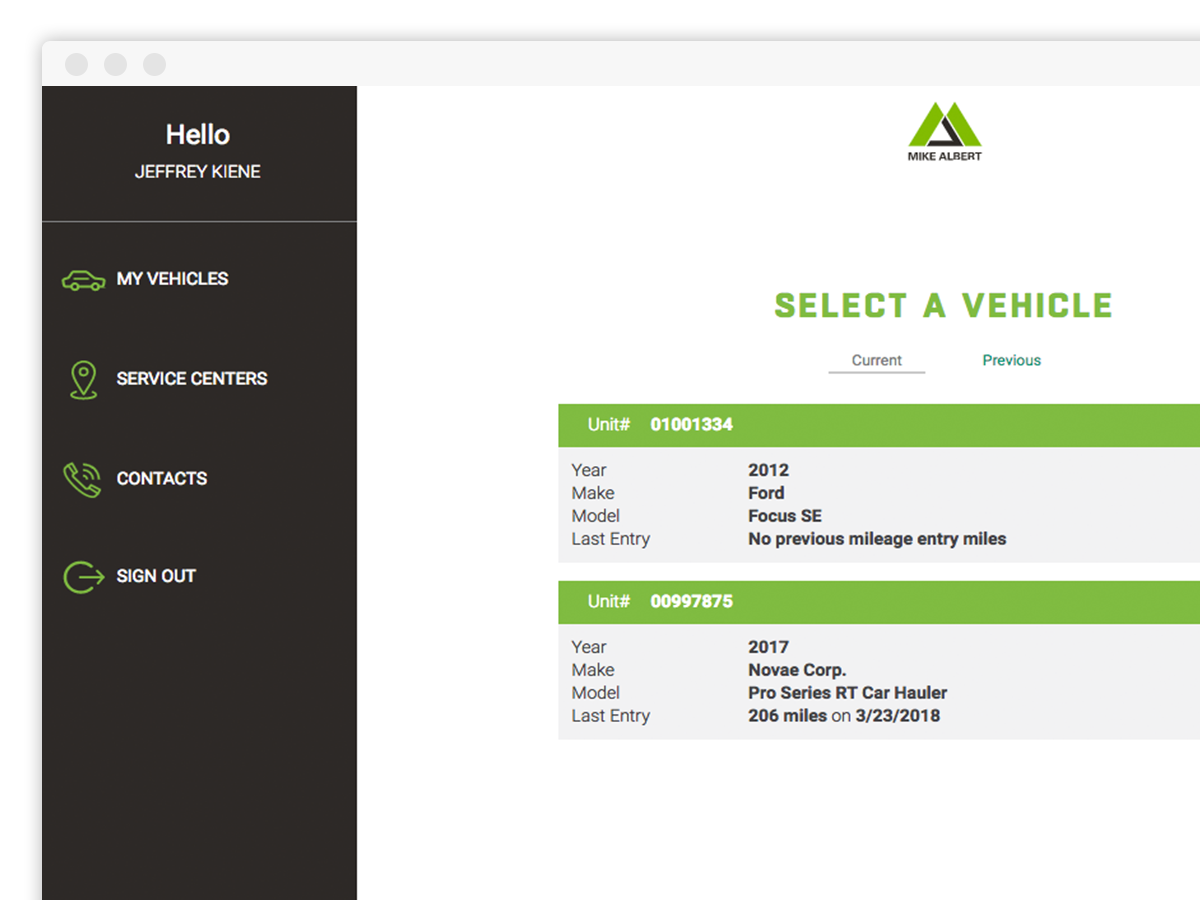 Hello
JEFFREY KIENE
MY VEHICLES
SERVICE CENTERS
CONTACTS
SIGN OUT
MIKE ALBERT
SELECT A VEHICLE
Current Previous
Unit# 01001334
Year 2012
Make Ford
Model Focus SE
Last Entry No previous mileage entry miles
Unit# 00997875
Year 2017
Make Novae Corp.
Model Pro Series RT Car Hauler
Last Entry 206 miles on 3/23/2018